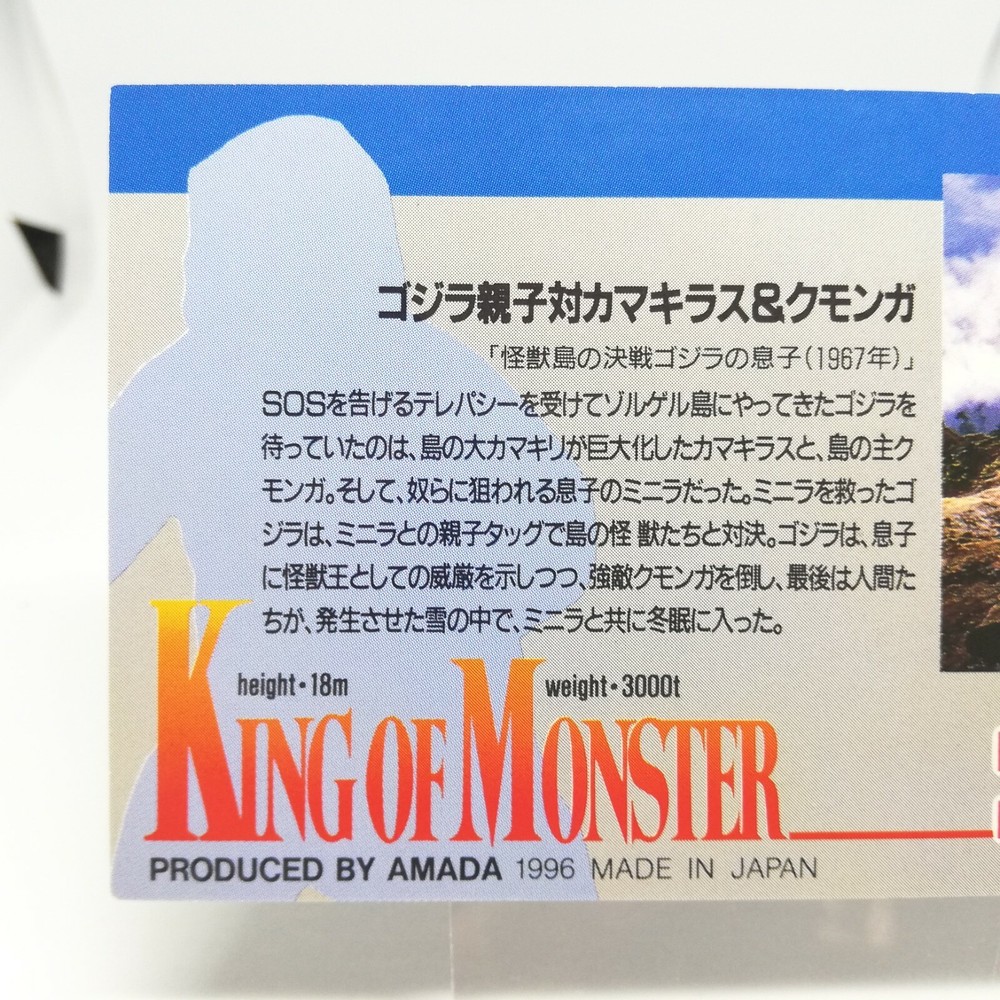 ゴジラ親子対カマキラス&クモンガ
「怪獣島の決戦ゴジラの息子(1967年)」
SOSを告げるテレパシーを受けてゾルゲル島にやってきたゴジラを
待っていたのは、島の大カマキリが巨大化したカマキラスと、島の主ク
モンガ。そして、奴らに狙われる息子のミニラだった。ミニラを救ったゴ
ジラは、ミニラとの親子タッグで島の怪 獣たちと対決。ゴジラは、息子
に怪獣王としての威厳を示しつつ、強敵クモンガを倒し、最後は人間た
ちが、発生させた雪の中で、ミニラと共に冬眠に入った。
height・18m weight・3000t
KING OF MONSTER
PRODUCED BY AMADA 1996 MADE IN JAPAN